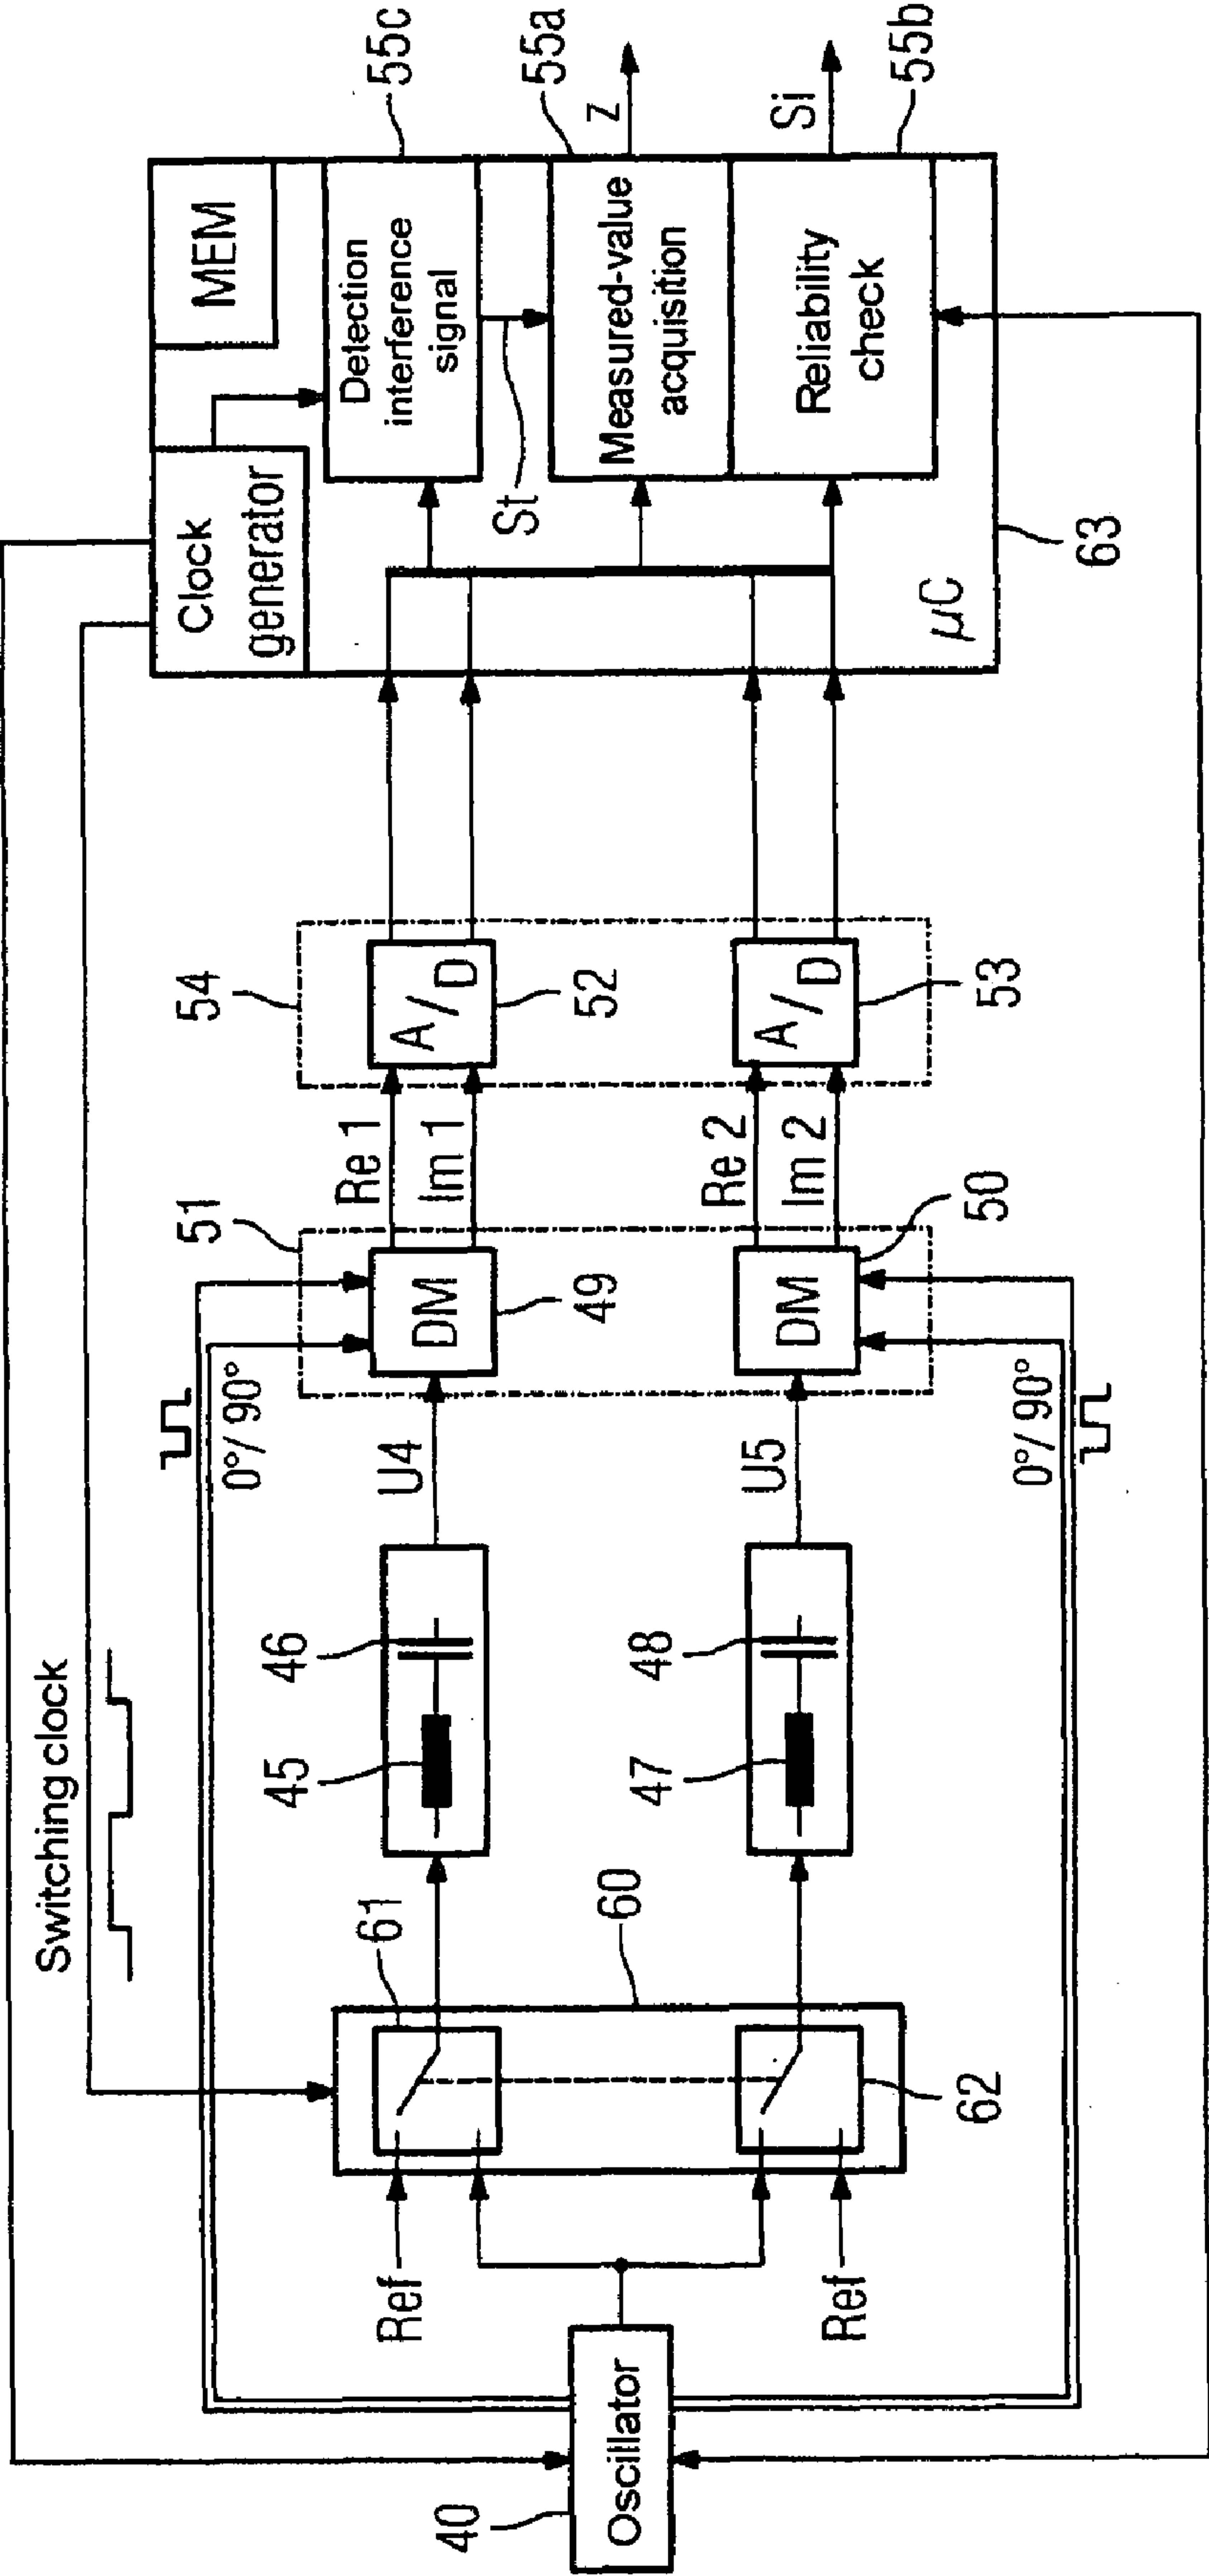 Switching clock
Clock
generator
MEM
55c
Detection
interference
signal
St
55a
Measured-value
acquisition
z
Reliability
check
Si
55b
μC
63
0°/ 90°
51
54
Ref
61
45
46
U4
DM
49
Re 1
Im 1
A/D
52
40
Oscillator
60
Ref
62
47
48
U5
DM
50
Re 2
Im 2
A/D
53
0°/ 90°